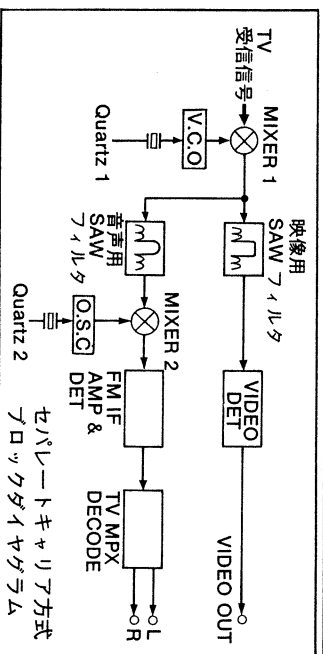 TV
受信信号
MIXER 1
V.C.O
Quartz 1
映像用
SAW フィルタ
VIDEO
DET
VIDEO OUT
音声用
SAW
フィルタ
MIXER 2
O.S.C
Quartz 2
FM IF
AMP &
DET
TV MPX
DECODE
L
R
セパレートキャリア方式
ブロックダイヤグラム